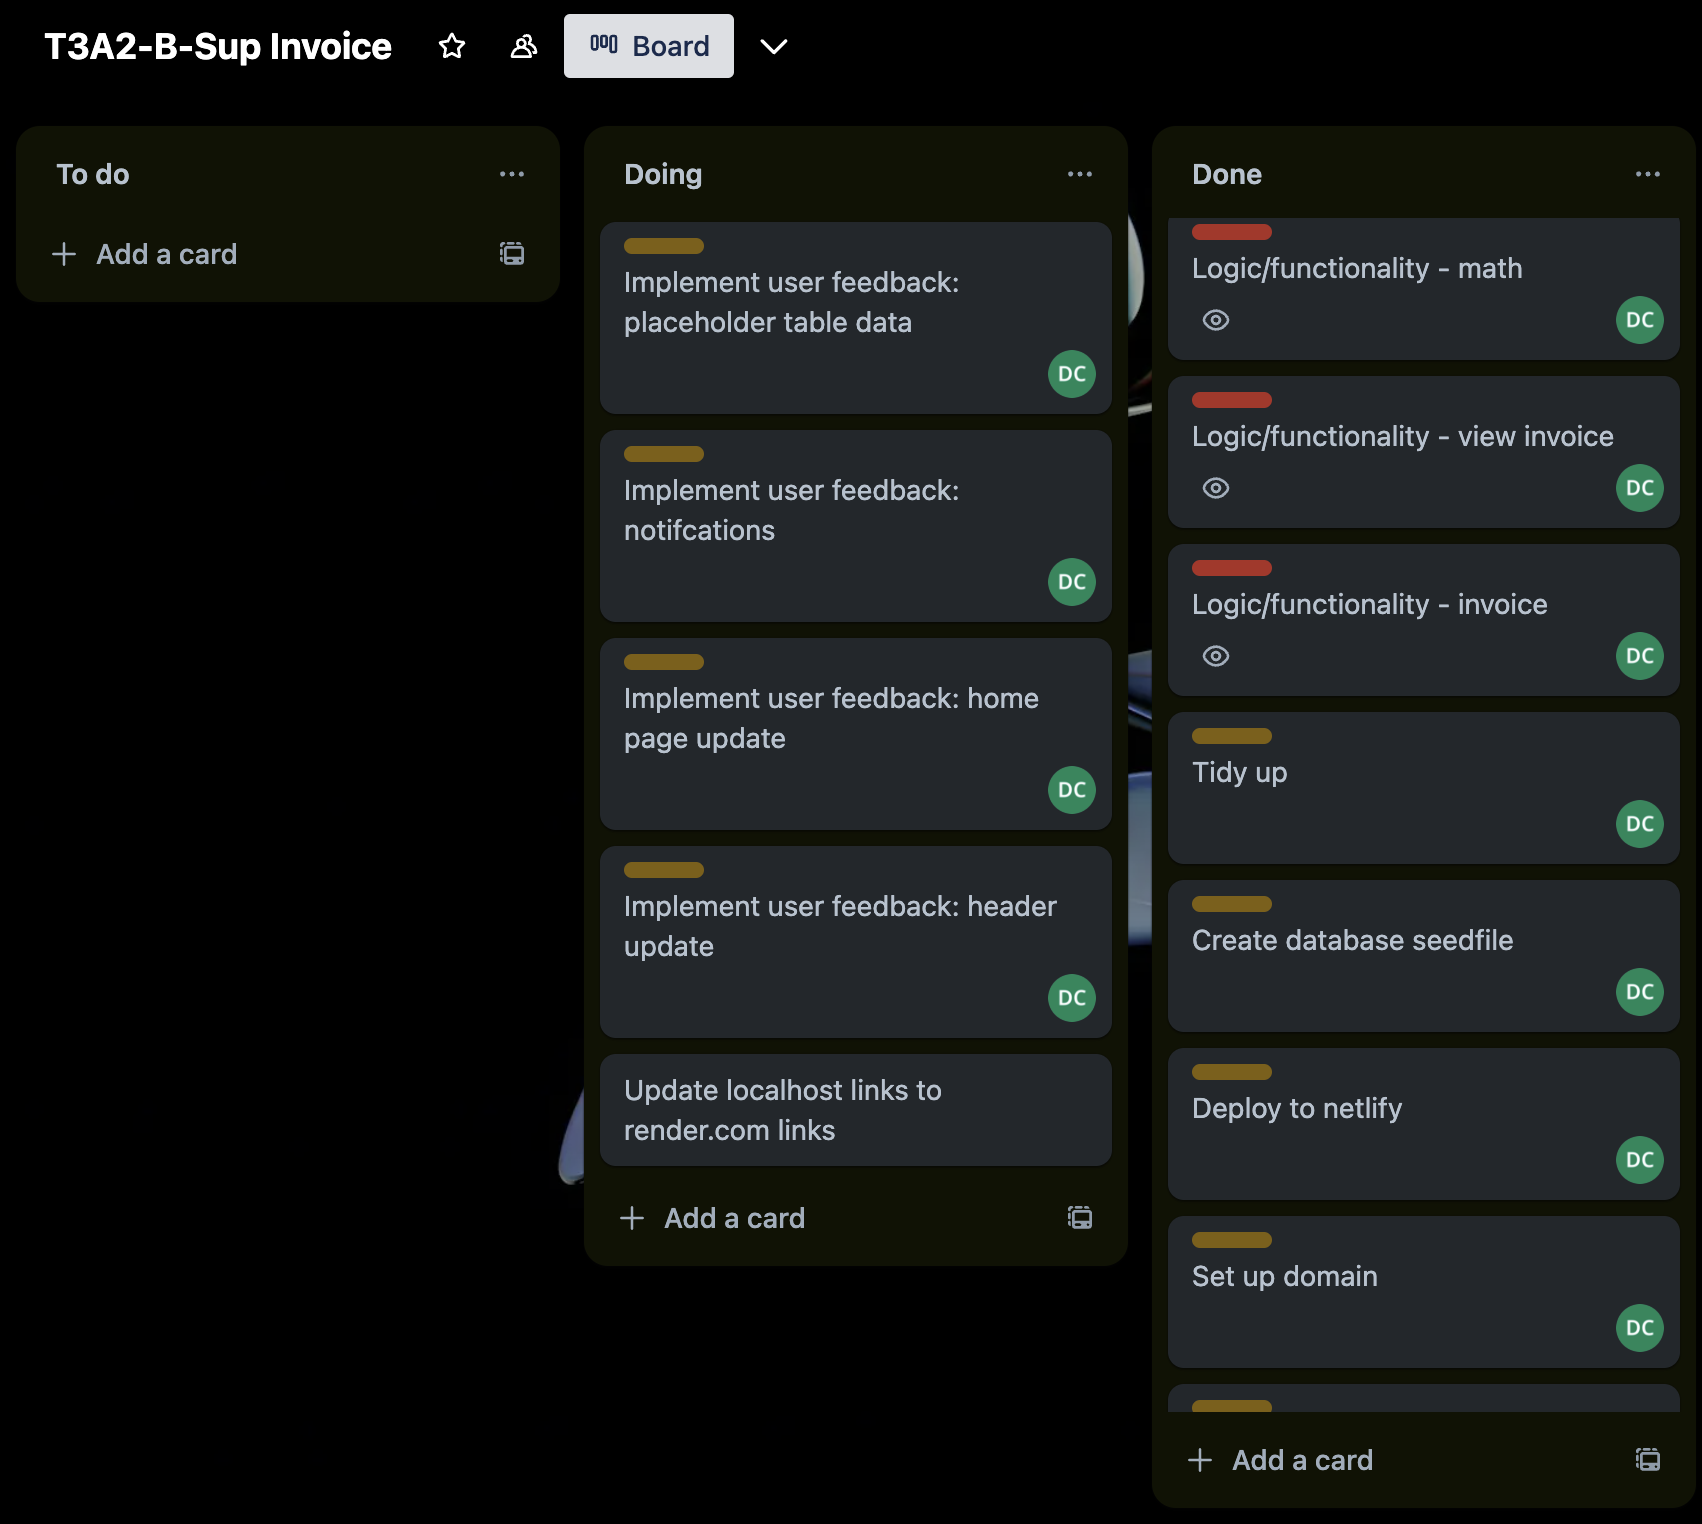 T3A2-B-Sup Invoice
Board
To do
Add a card
Doing
Implement user feedback:
placeholder table data
DC
Implement user feedback:
notifcations
DC
Implement user feedback: home
page update
DC
Implement user feedback: header
update
DC
Update localhost links to
render.com links
Add a card
Done
Logic/functionality - math
DC
Logic/functionality - view invoice
DC
Logic/functionality - invoice
DC
Tidy up
DC
Create database seedfile
DC
Deploy to netlify
DC
Set up domain
DC
Add a card